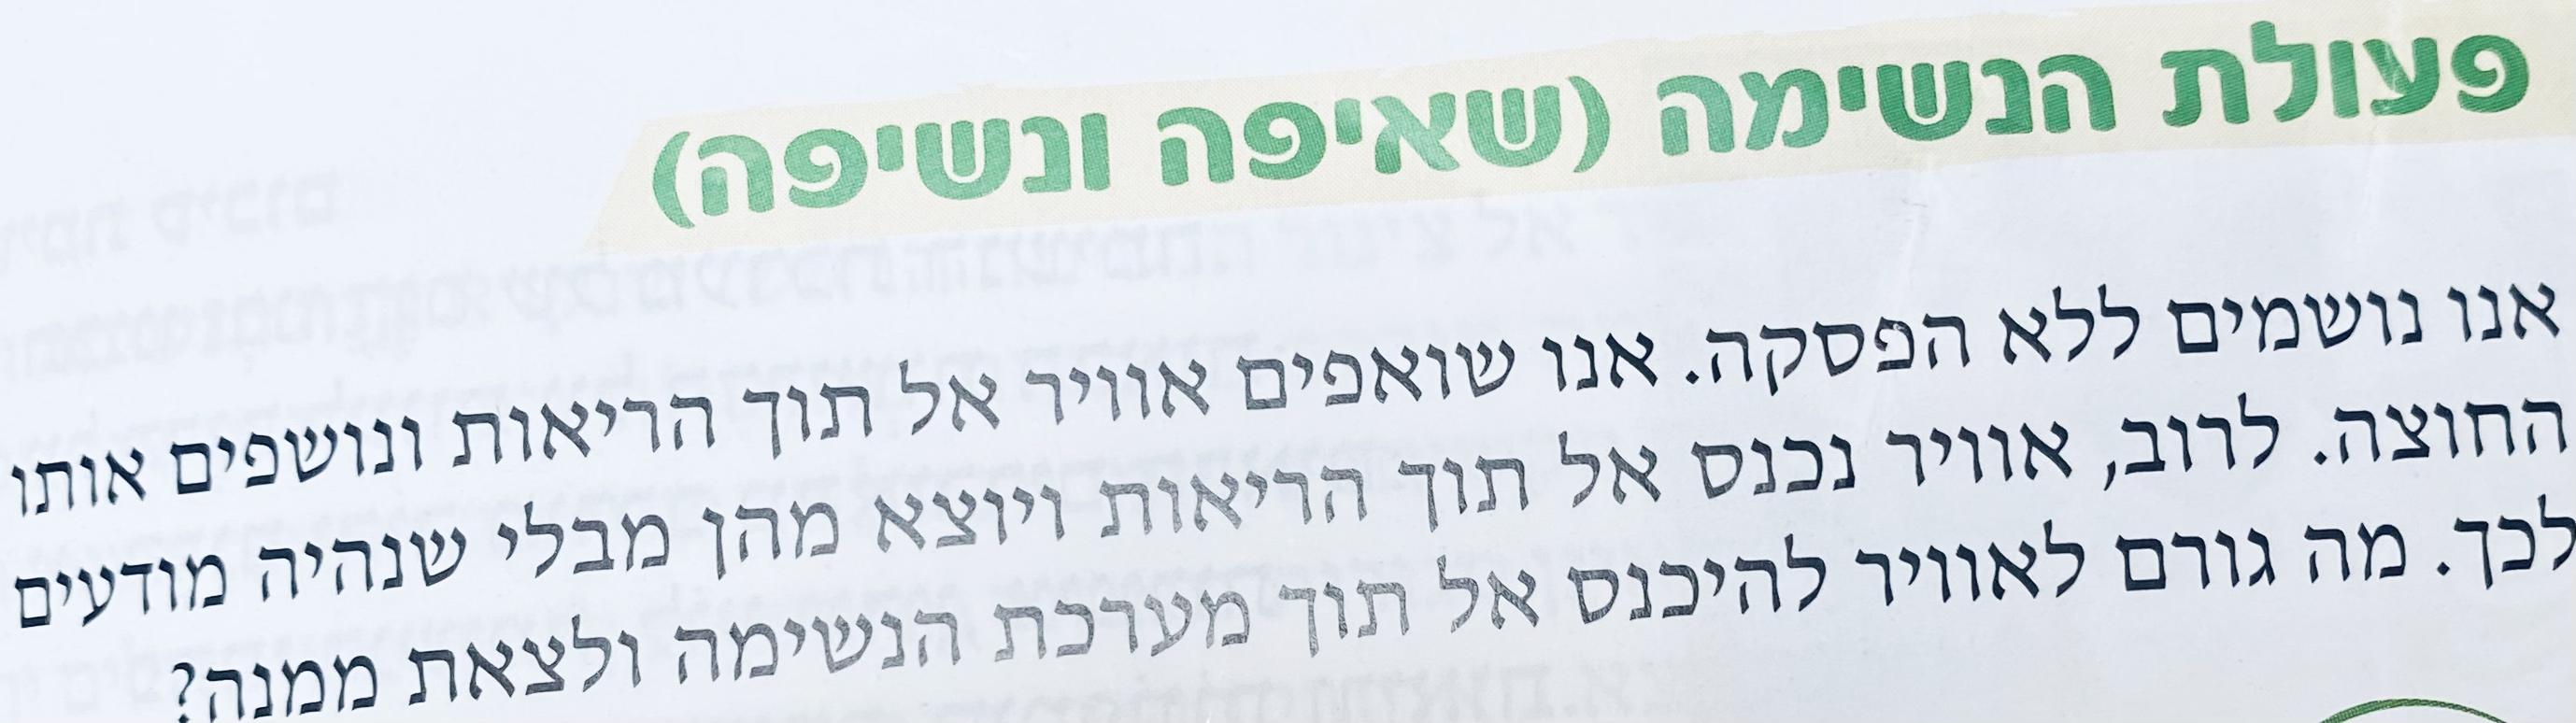 פעולת הנשימה (שאיפה ונשיפה)
אנו נושמים ללא הפסקה. אנו שואפים אוויר אל תוך הריאות ונושפים אותו
החוצה. לרוב, אוויר נכנס אל תוך הריאות ויוצא מהן מבלי שנהיה מודעים
לכך. מה גורם לאוויר להיכנס אל תוך מערכת הנשימה ולצאת ממנה?